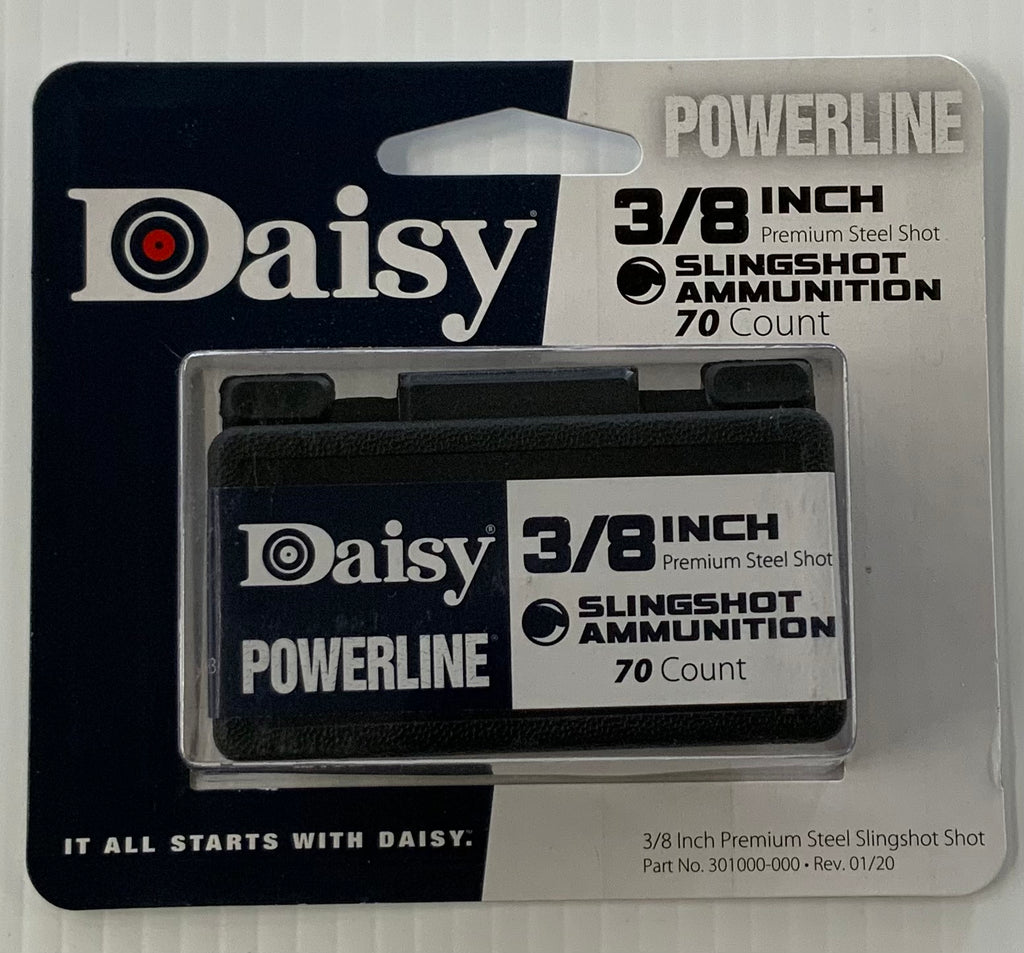 POWERLINE
Daisy®
3/8 INCH
Premium Steel Shot
SLINGSHOT
AMMUNITION
70 Count
Daisy®
POWERLINE®
3/8 INCH
Premium Steel Shot
SLINGSHOT
AMMUNITION
70 Count
IT ALL STARTS WITH DAISY.™
3/8 Inch Premium Steel Slingshot Shot
Part No. 301000-000 • Rev. 01/20